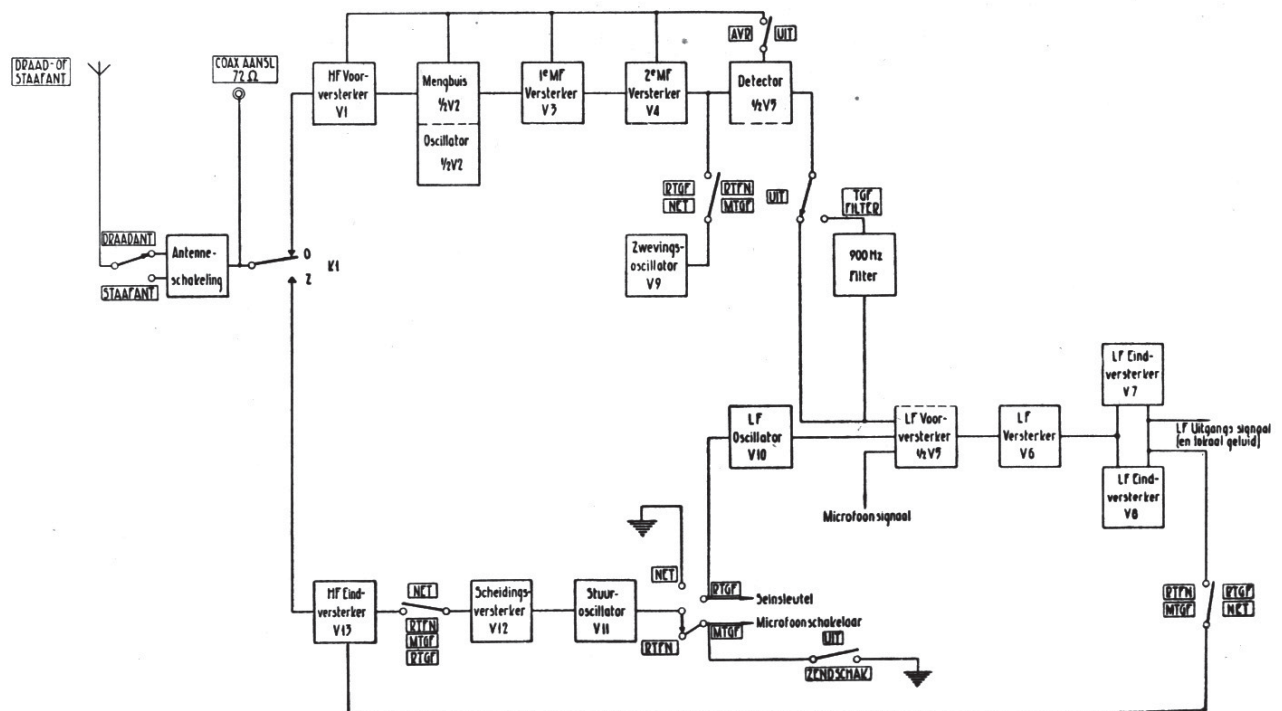 AVR
UIT
DRAAD- OF
STAAFANT
COAX AANSL
72 Ω
HF Voor-
versterker
V1
Mengbuis
½V2
Oscillator
½V2
1e MF
Versterker
V3
2e MF
Versterker
V4
Detector
½V5
RTGF
NET
RTFN
MTGF
UIT
TGF
FILTER
DRAADANT
STAAFANT
Antenne-
schakeling
O
Z
K1
Zwevings-
oscillator
V9
900 Hz
Filter
LF Eind-
versterker
V7
LF
Oscillator
V10
LF Voor-
versterker
½V5
LF
Versterker
V6
LF Uitgangs signaal
(en lokaal geluid)
LF Eind-
versterker
V8
Microfoon signaal
NET
RTGF
Seinsleutel
HF Eind-
versterker
V13
NET
RTFN
MTGF
RTGF
Scheidings-
versterker
V12
Stuur-
oscillator
V11
RTFN
MTGF
Microfoonschakelaar
UIT
ZENDSCHAK
RTFN
MTGF
RTGF
NET